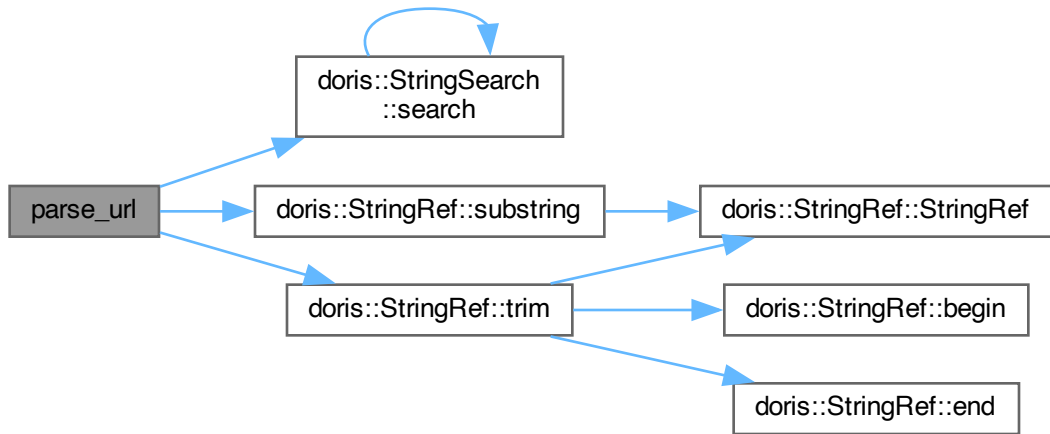 doris::StringSearch
::search
parse_url
doris::StringRef::substring
doris::StringRef::StringRef
doris::StringRef::trim
doris::StringRef::begin
doris::StringRef::end